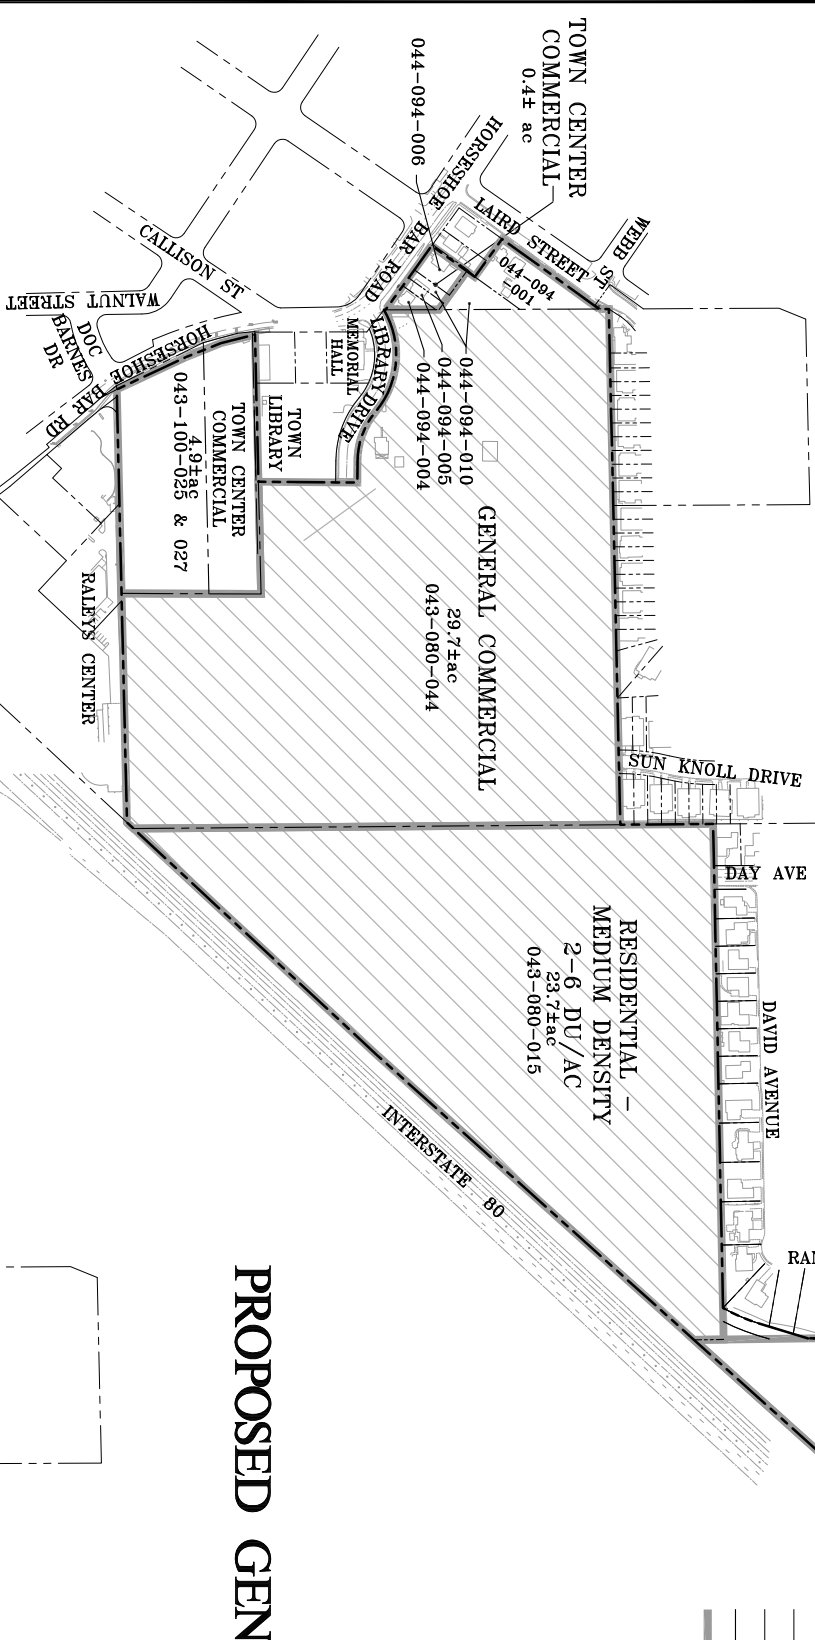 TOWN CENTER
COMMERCIAL
0.4± ac
044-094-006
HORSESHOE
BAR ROAD
LAIRD STREET
WEBB
ST
044-094
-001
CALLISON ST
WALNUT STREET
DOC
BARNES
DR
HORSESHOE BAR RD
MEMORIAL
HALL
LIBRARY DRIVE
TOWN
LIBRARY
044-094-010
044-094-005
044-094-004
TOWN CENTER
COMMERCIAL
4.9±ac
043-100-025 & 027
RALEYS CENTER
GENERAL COMMERCIAL
29.7±ac
043-080-044
SUN KNOLL DRIVE
DAY AVE
DAVID AVENUE
RESIDENTIAL -
MEDIUM DENSITY
2-6 DU/AC
23.7±ac
043-080-015
INTERSTATE 80
RAN
PROPOSED GEN